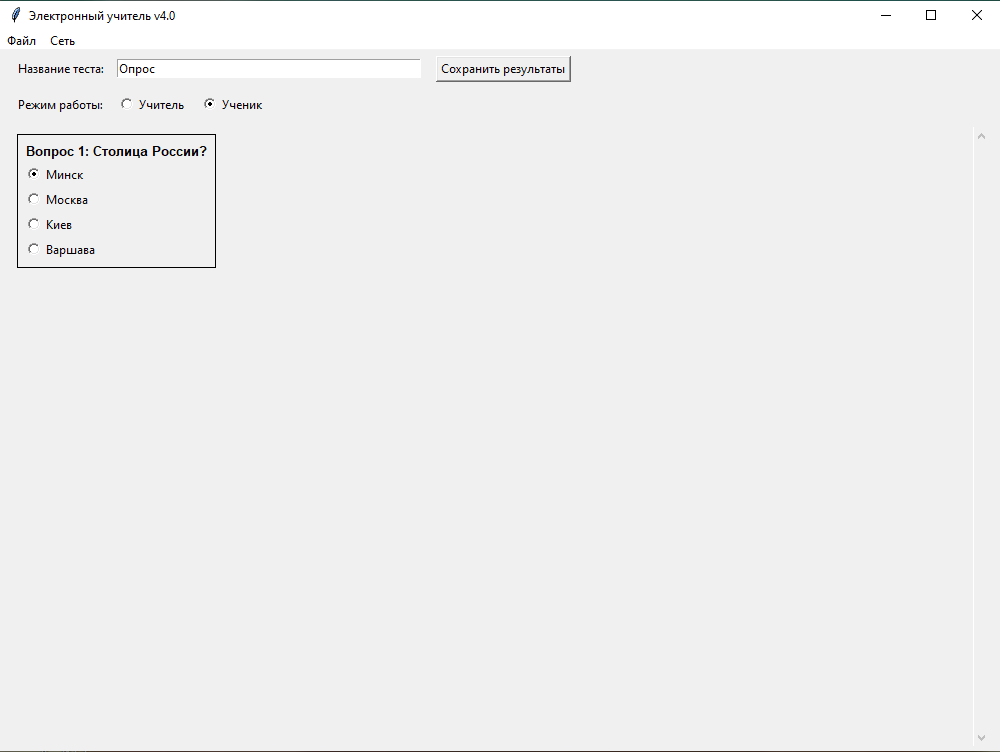 Электронный учитель v4.0
Файл Сеть
Название теста: Опрос Сохранить результаты
Режим работы: Учитель Ученик
Вопрос 1: Столица России?
Минск
Москва
Киев
Варшава